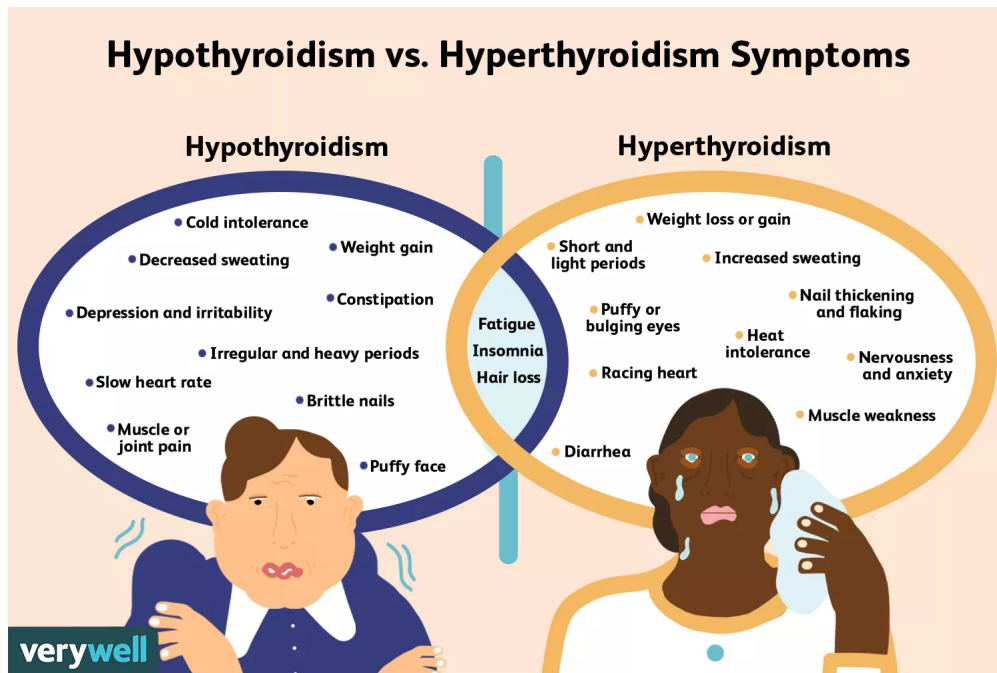 Hypothyroidism vs. Hyperthyroidism Symptoms
Hypothyroidism
• Cold intolerance
• Weight gain
• Decreased sweating
• Constipation
• Depression and irritability
• Irregular and heavy periods
• Slow heart rate
• Brittle nails
• Muscle or
joint pain
• Puffy face
Fatigue
Insomnia
Hair loss
Hyperthyroidism
• Weight loss or gain
• Short and
light periods
• Increased sweating
• Nail thickening
and flaking
• Puffy or
bulging eyes
• Heat
intolerance
• Nervousness
and anxiety
• Racing heart
• Muscle weakness
• Diarrhea
verywell